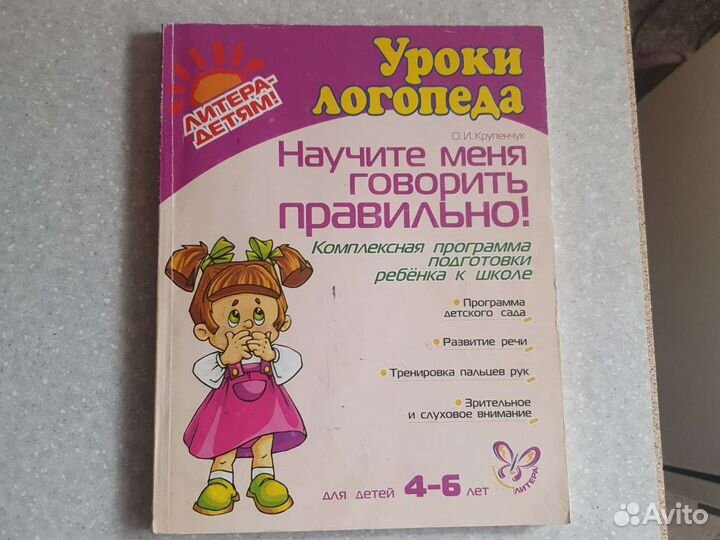 ЛИТЕРА-
ДЕТЯМ!
Уроки
логопеда
О.И.Крупенчук
Научите меня
говорить
правильно!
Комплексная программа
подготовки
ребёнка к школе
Программа
детского сада
Развитие речи
Тренировка пальцев рук
Зрительное
и слуховое внимание
ЛИТЕРА
для детей 4-6 лет
Avito